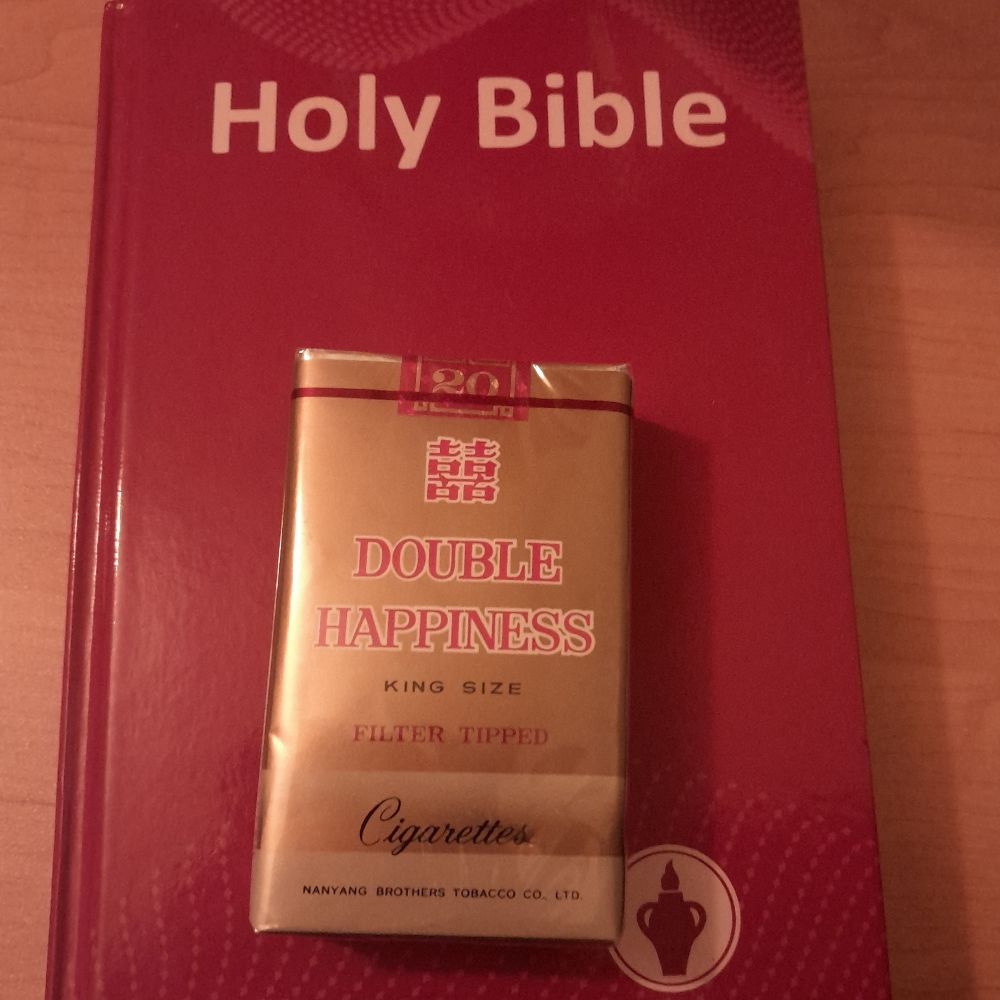 Holy Bible
20
囍
DOUBLE
HAPPINESS
KING SIZE
FILTER TIPPED
Cigarettes
NANYANG BROTHERS TOBACCO CO., LTD.